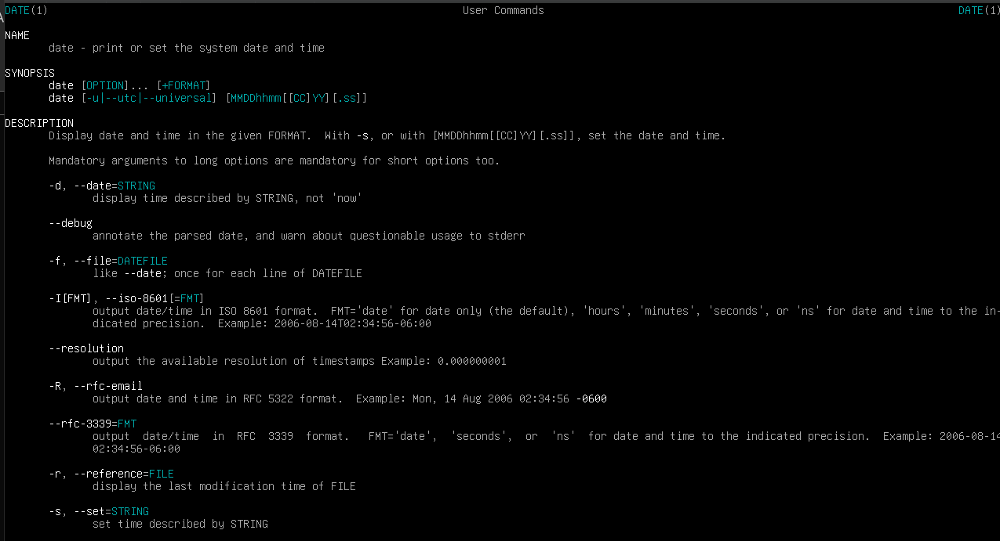 DATE(1) User Commands DATE(1)
NAME
date - print or set the system date and time
SYNOPSIS
date [OPTION]... [+FORMAT]
date [-u|--utc|--universal] [MMDDhhmm[[CC]YY][.ss]]
DESCRIPTION
Display date and time in the given FORMAT. With -s, or with [MMDDhhmm[[CC]YY][.ss]], set the date and time.
Mandatory arguments to long options are mandatory for short options too.
-d, --date=STRING
display time described by STRING, not 'now'
--debug
annotate the parsed date, and warn about questionable usage to stderr
-f, --file=DATEFILE
like --date; once for each line of DATEFILE
-I[FMT], --iso-8601[=FMT]
output date/time in ISO 8601 format. FMT='date' for date only (the default), 'hours', 'minutes', 'seconds', or 'ns' for date and time to the in-
dicated precision. Example: 2006-08-14T02:34:56-06:00
--resolution
output the available resolution of timestamps Example: 0.000000001
-R, --rfc-email
output date and time in RFC 5322 format. Example: Mon, 14 Aug 2006 02:34:56 -0600
--rfc-3339=FMT
output date/time in RFC 3339 format. FMT='date', 'seconds', or 'ns' for date and time to the indicated precision. Example: 2006-08-14
02:34:56-06:00
-r, --reference=FILE
display the last modification time of FILE
-s, --set=STRING
set time described by STRING